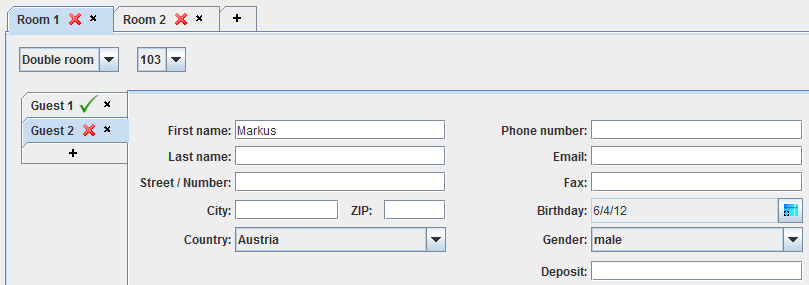 Room 1 Room 2 +
Double room 103
Guest 1
Guest 2
+
First name: Markus Phone number:
Last name: Email:
Street / Number: Fax:
City: ZIP: Birthday: 6/4/12
Country: Austria Gender: male
Deposit: